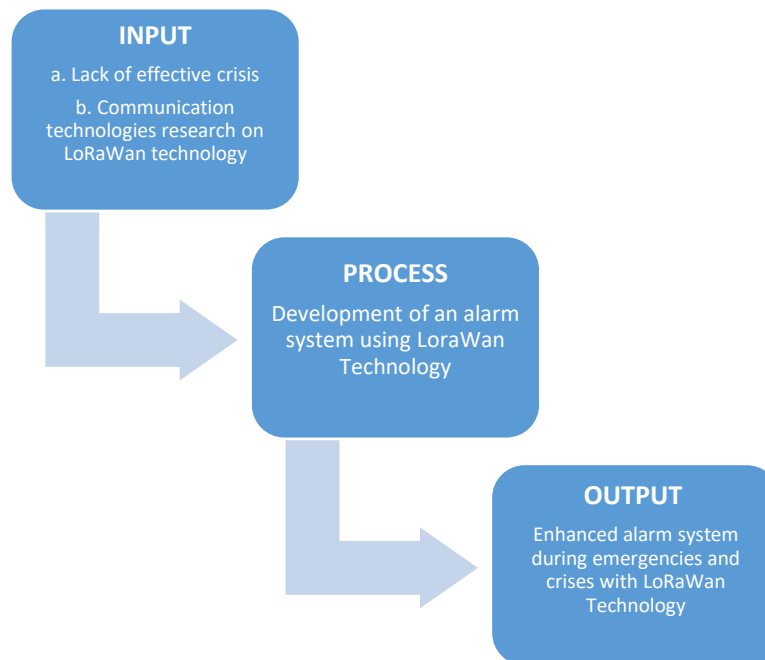 INPUT
a. Lack of effective crisis
b. Communication
technologies research on
LoRaWan technology
PROCESS
Development of an alarm
system using LoraWan
Technology
OUTPUT
Enhanced alarm system
during emergencies and
crises with LoRaWan
Technology